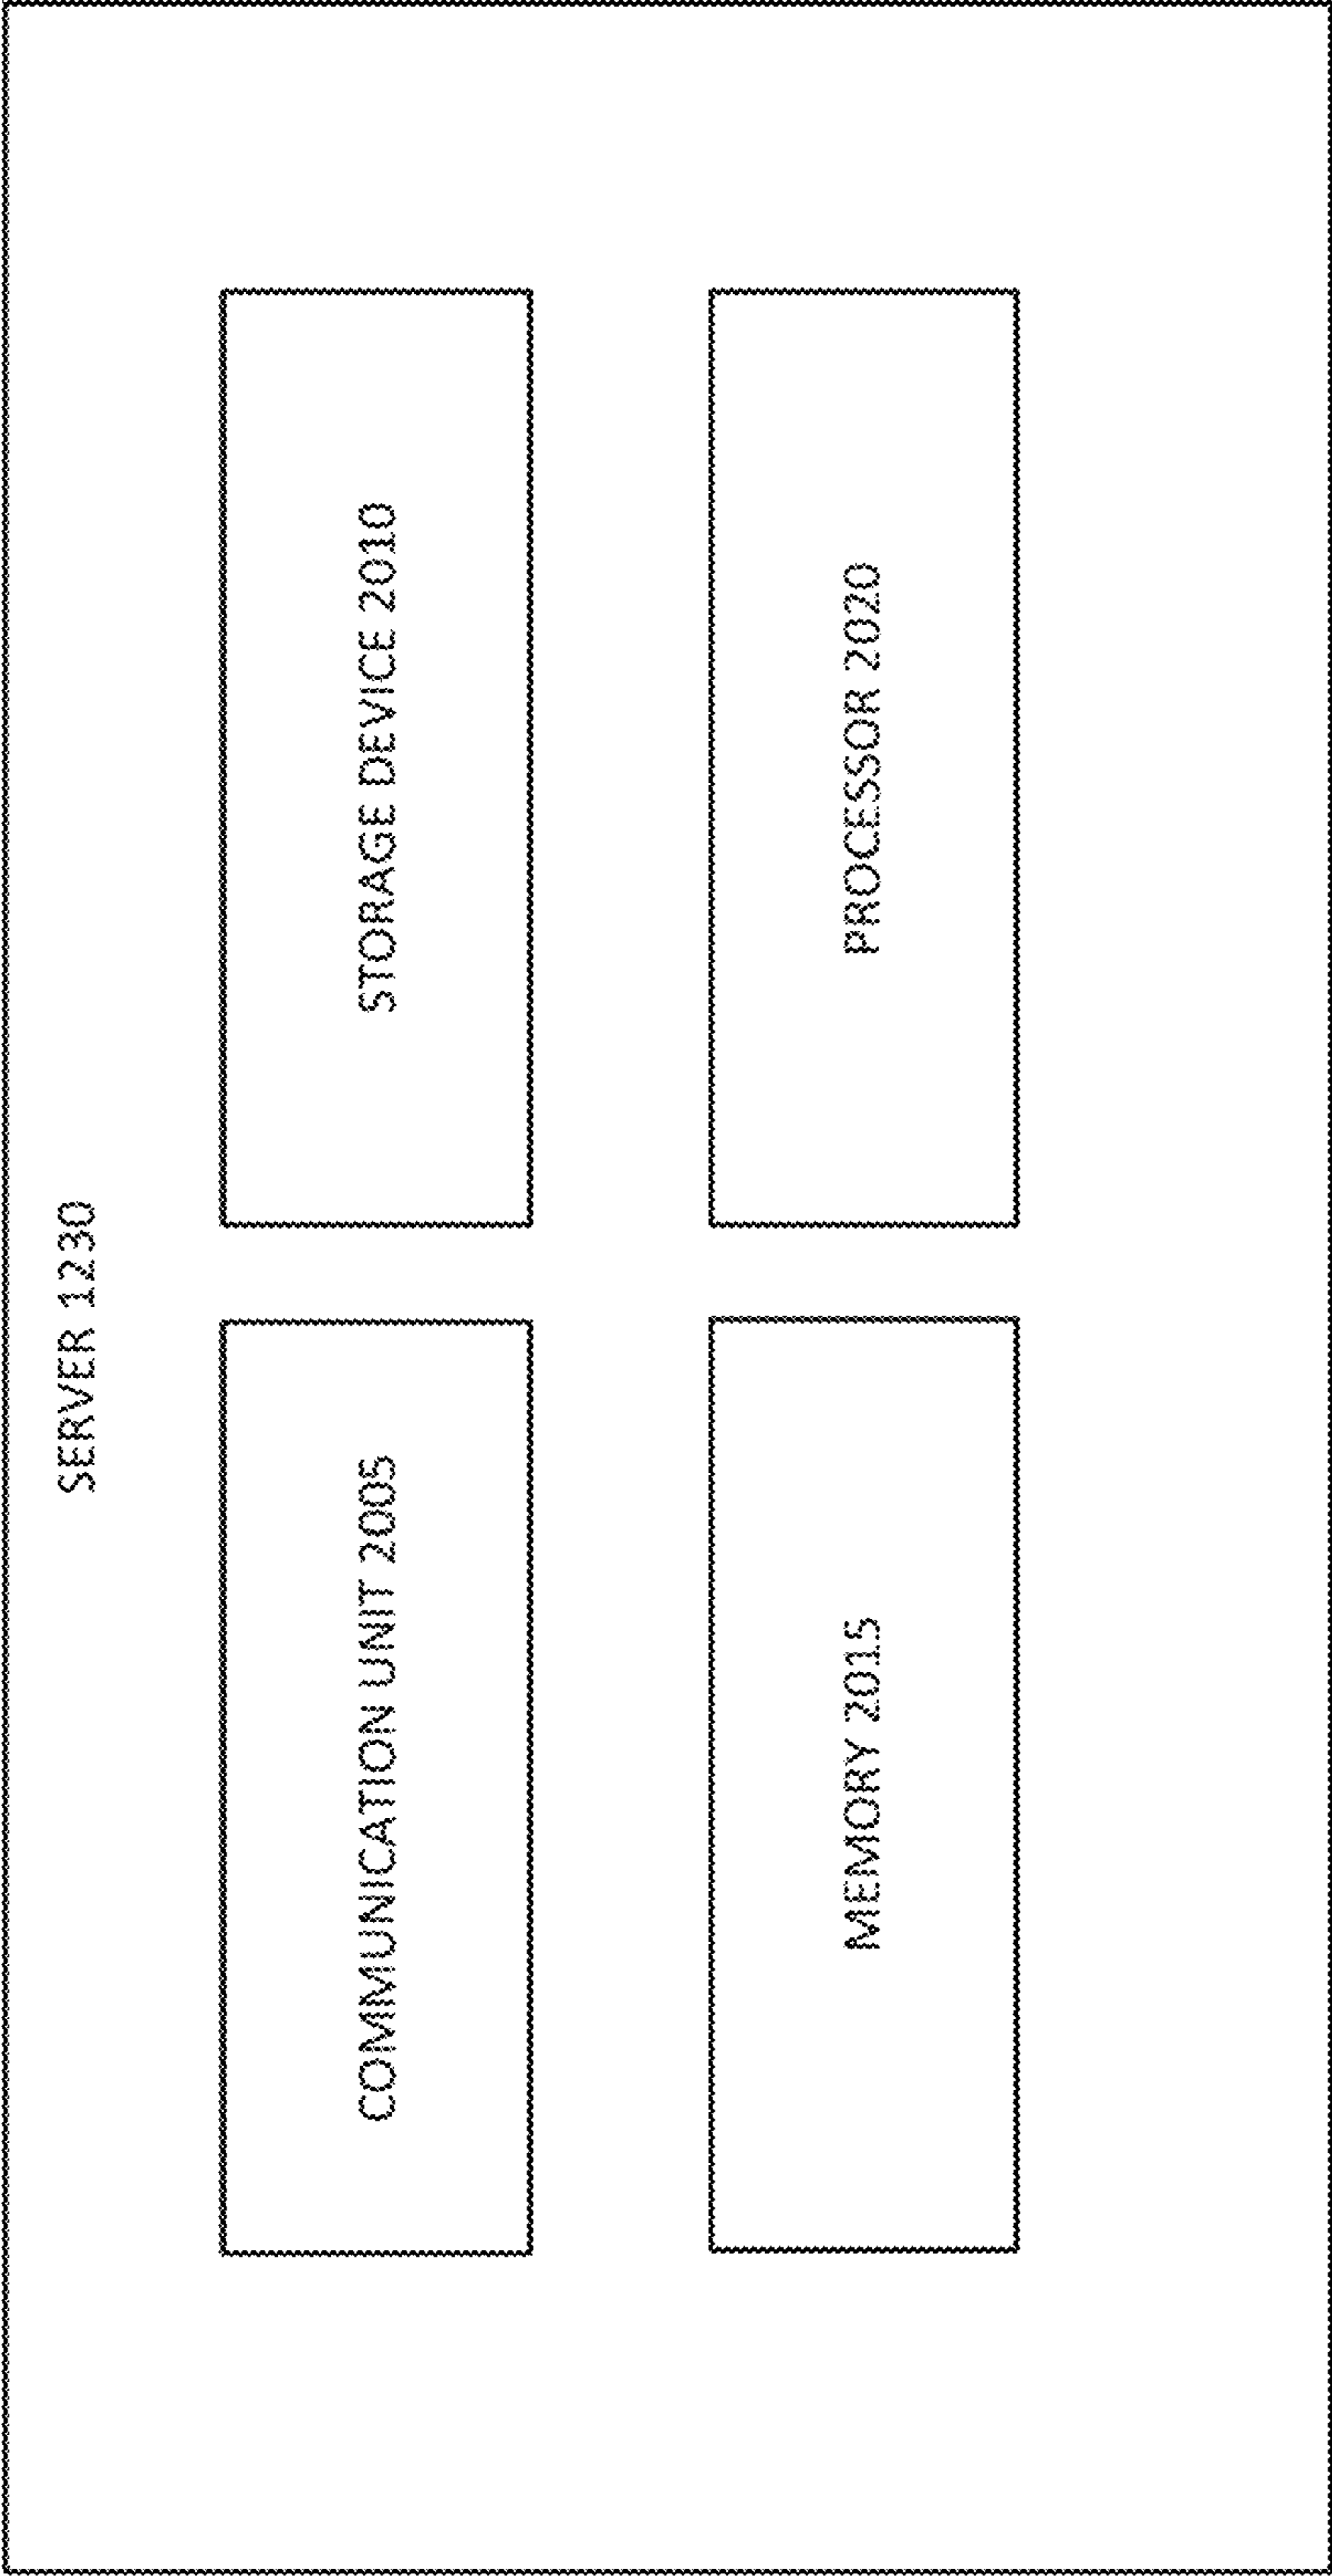 SERVER 1230
COMMUNICATION UNIT 2005
STORAGE DEVICE 2010
MEMORY 2015
PROCESSOR 2020